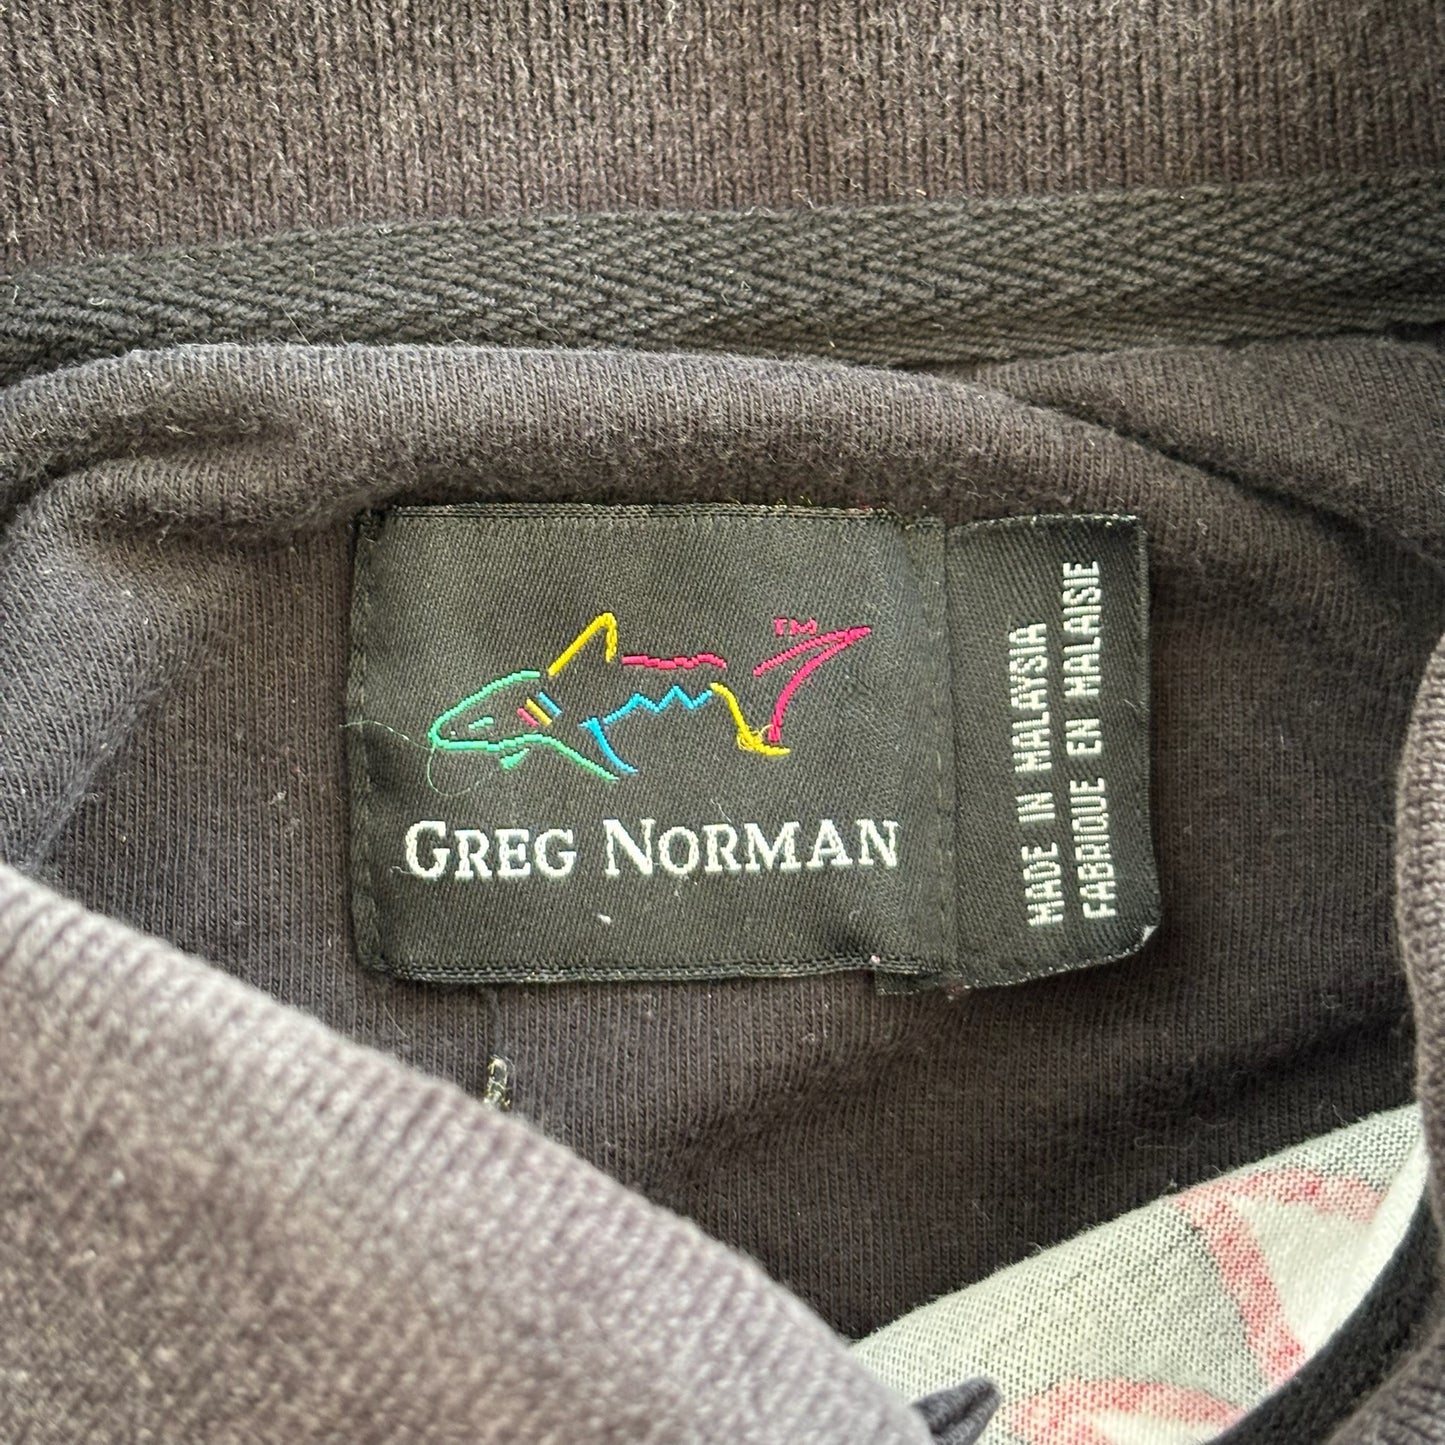 TM
GREG NORMAN
MADE IN MALAYSIA
FABRIQUE EN MALAISIE